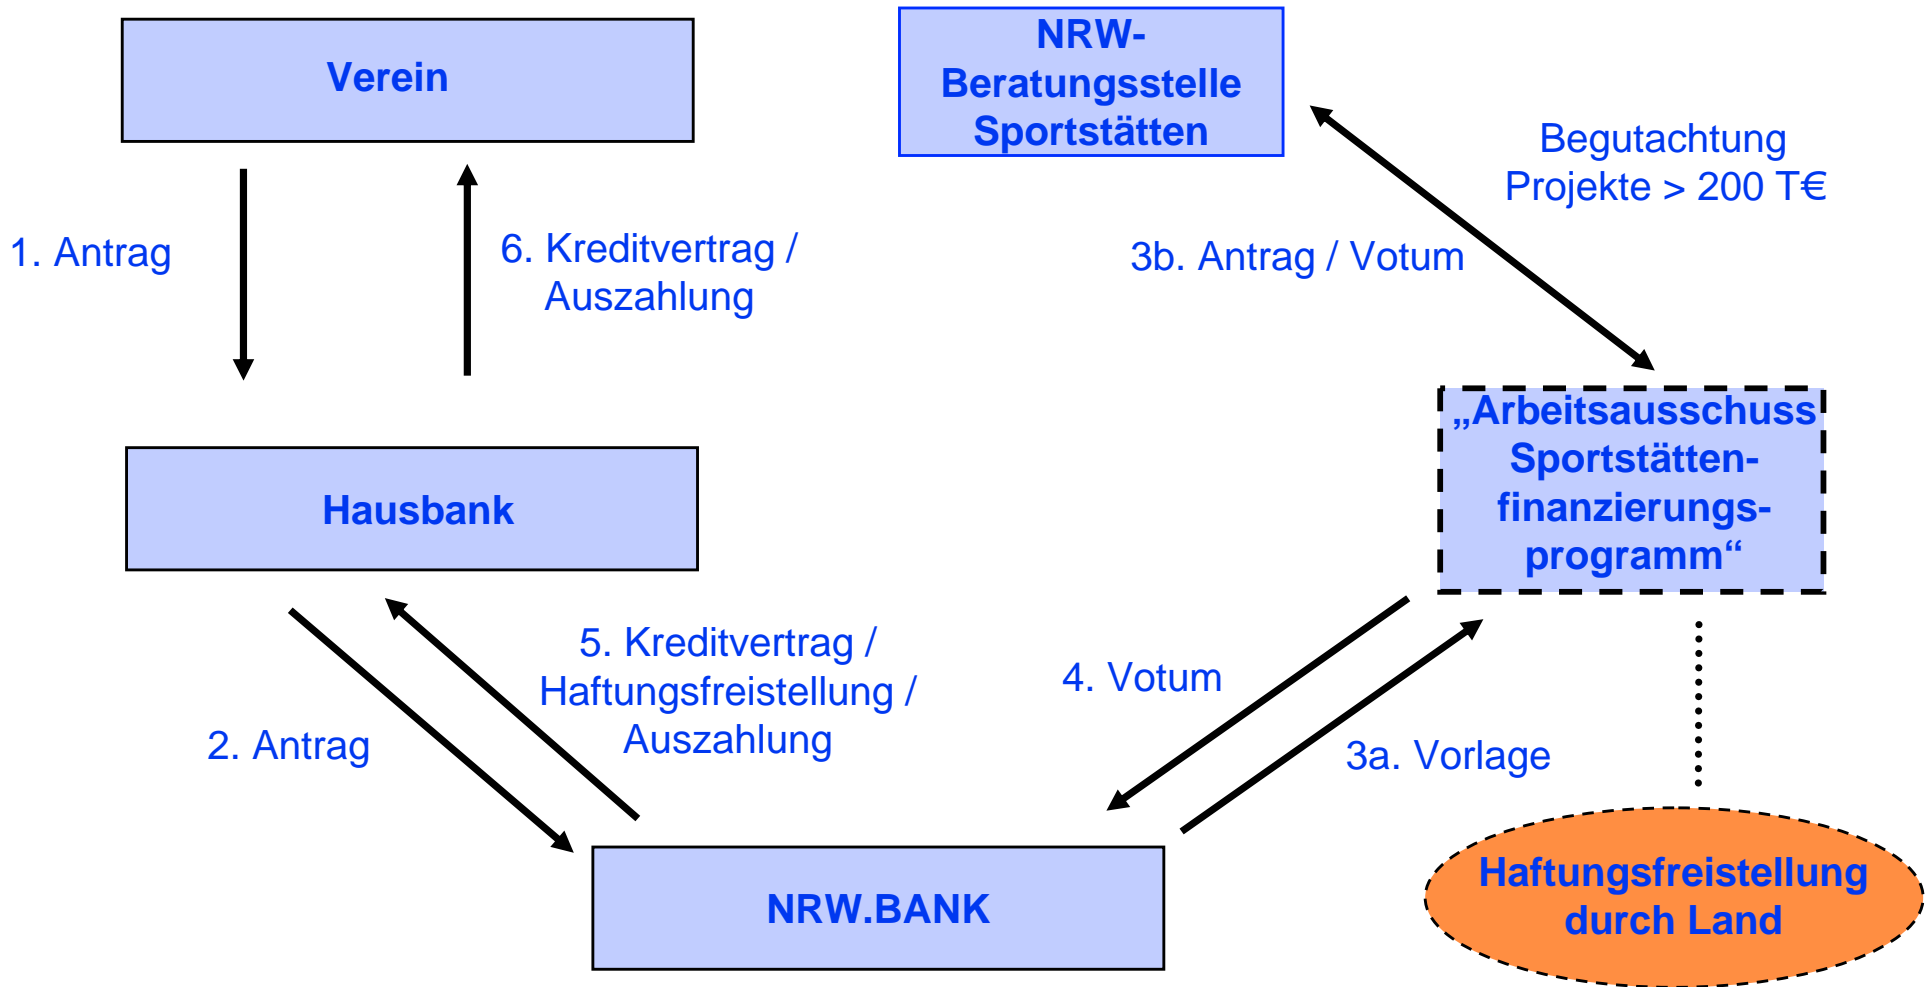 Verein
NRW-
Beratungsstelle
Sportstätten
Begutachtung
Projekte > 200 T€
1. Antrag
6. Kreditvertrag /
Auszahlung
3b. Antrag / Votum
„Arbeitsausschuss
Sportstätten-
finanzierungs-
programm“
Hausbank
5. Kreditvertrag /
Haftungsfreistellung /
Auszahlung
4. Votum
2. Antrag
3a. Vorlage
NRW.BANK
Haftungsfreistellung
durch Land